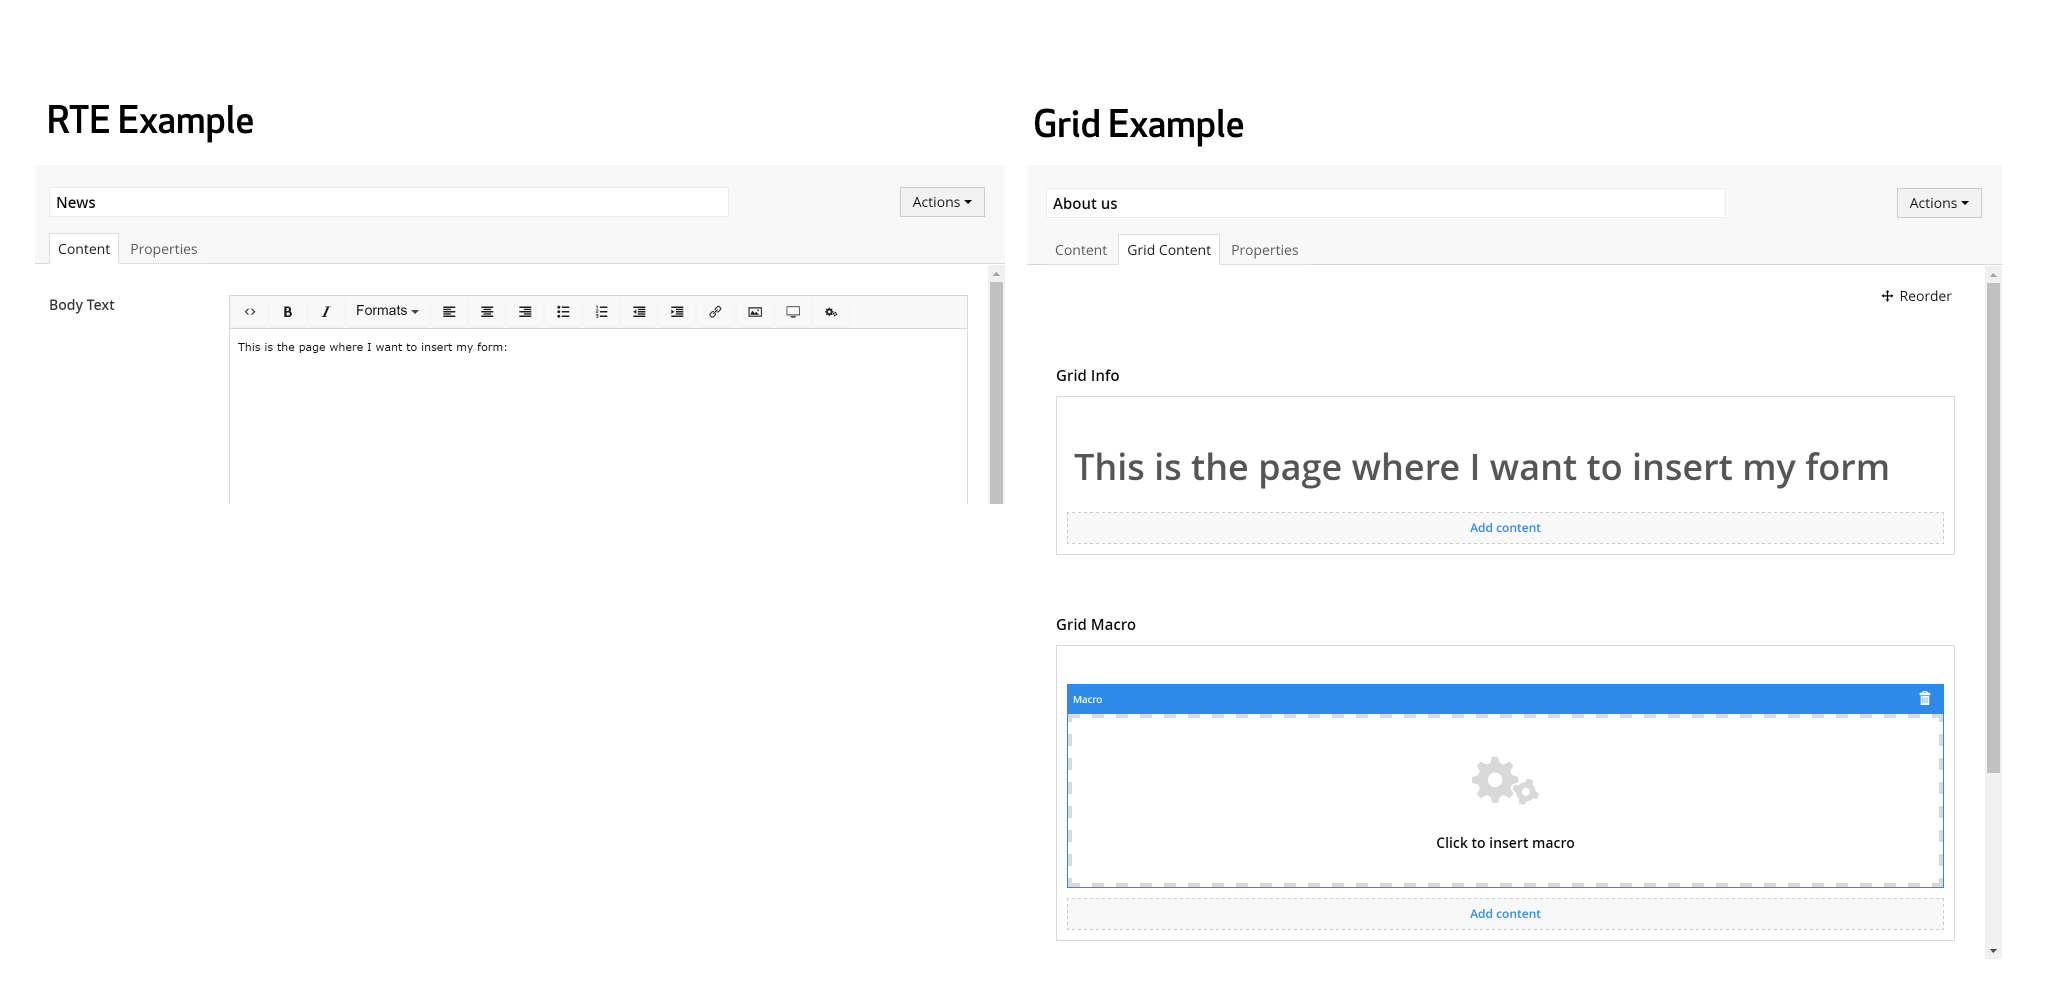 RTE Example
News
Actions
Content Properties
Body Text
<> B I Formats
This is the page where I want to insert my form:
Grid Example
About us
Actions
Content Grid Content Properties
Reorder
Grid Info
This is the page where I want to insert my form
Add content
Grid Macro
Macro
Click to insert macro
Add content